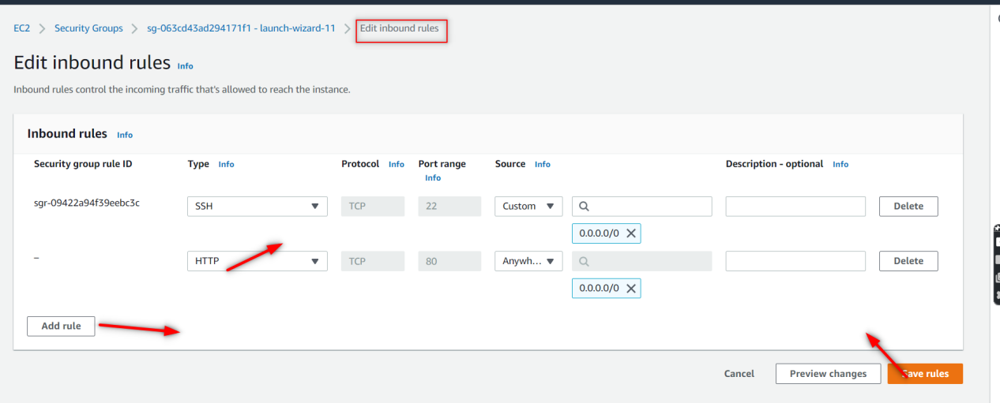 EC2 > Security Groups > sg-063cd43ad294171f1 - launch-wizard-11 > Edit inbound rules
Edit inbound rules Info
Inbound rules control the incoming traffic that's allowed to reach the instance.
Inbound rules Info
Security group rule ID Type Info Protocol Info Port range Info Source Info Description - optional Info
sgr-09422a94f39eebc3c SSH TCP 22 Custom Delete
0.0.0.0/0
– HTTP TCP 80 Anywh... Delete
0.0.0.0/0
Add rule
Cancel Preview changes Save rules